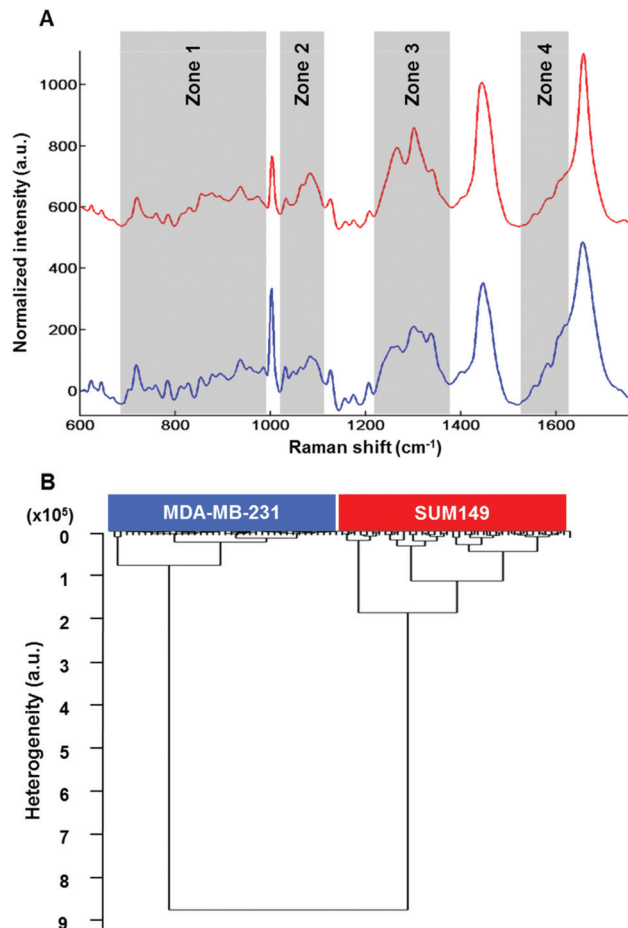 A
Zone 1
Zone 2
Zone 3
Zone 4
Normalized intensity (a.u.)
1000
800
600
400
200
0
600
800
1000
1200
1400
1600
Raman shift (cm⁻¹)
B
(x10⁵)
MDA-MB-231
SUM149
Heterogeneity (a.u.)
0
1
2
3
4
5
6
7
8
9